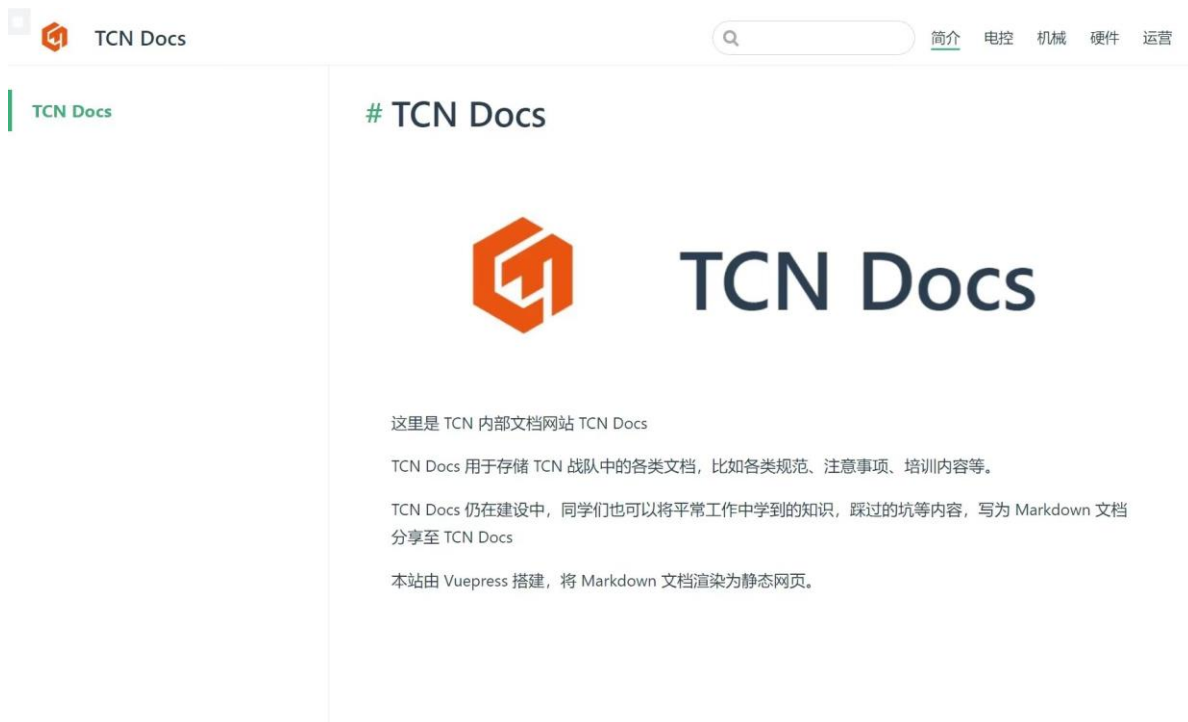 TCN Docs
简介 电控 机械 硬件 运营
TCN Docs
# TCN Docs
TCN Docs
这里是 TCN 内部文档网站 TCN Docs
TCN Docs 用于存储 TCN 战队中的各类文档，比如各类规范、注意事项、培训内容等。
TCN Docs 仍在建设中，同学们也可以将平常工作中学到的知识，踩过的坑等内容，写为 Markdown 文档
分享至 TCN Docs
本站由 Vuepress 搭建，将 Markdown 文档渲染为静态网页。